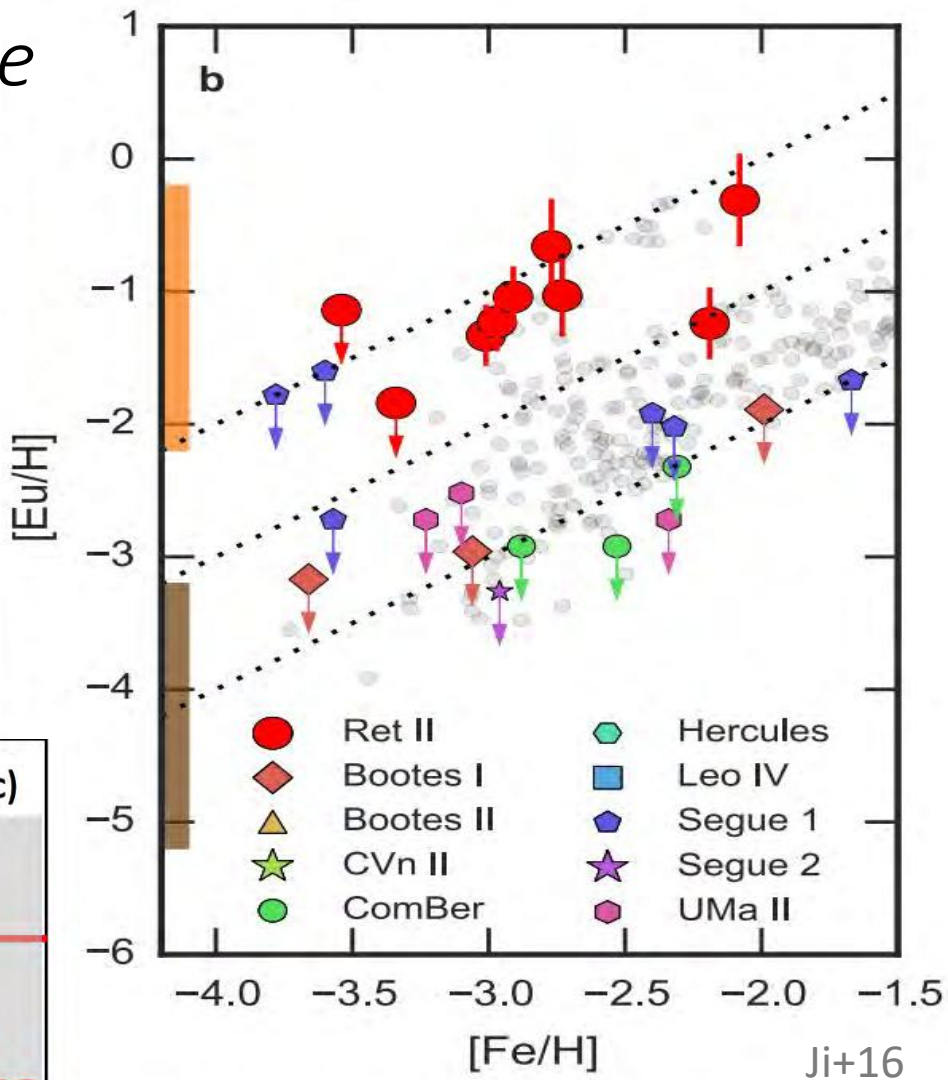 e
b
1
0
−1
−2
−3
−4
−5
−6
[Eu/H]
Ret II
Bootes I
Bootes II
CVn II
ComBer
Hercules
Leo IV
Segue 1
Segue 2
UMa II
c)
−4.0 −3.5 −3.0 −2.5 −2.0 −1.5
[Fe/H]
Ji+16